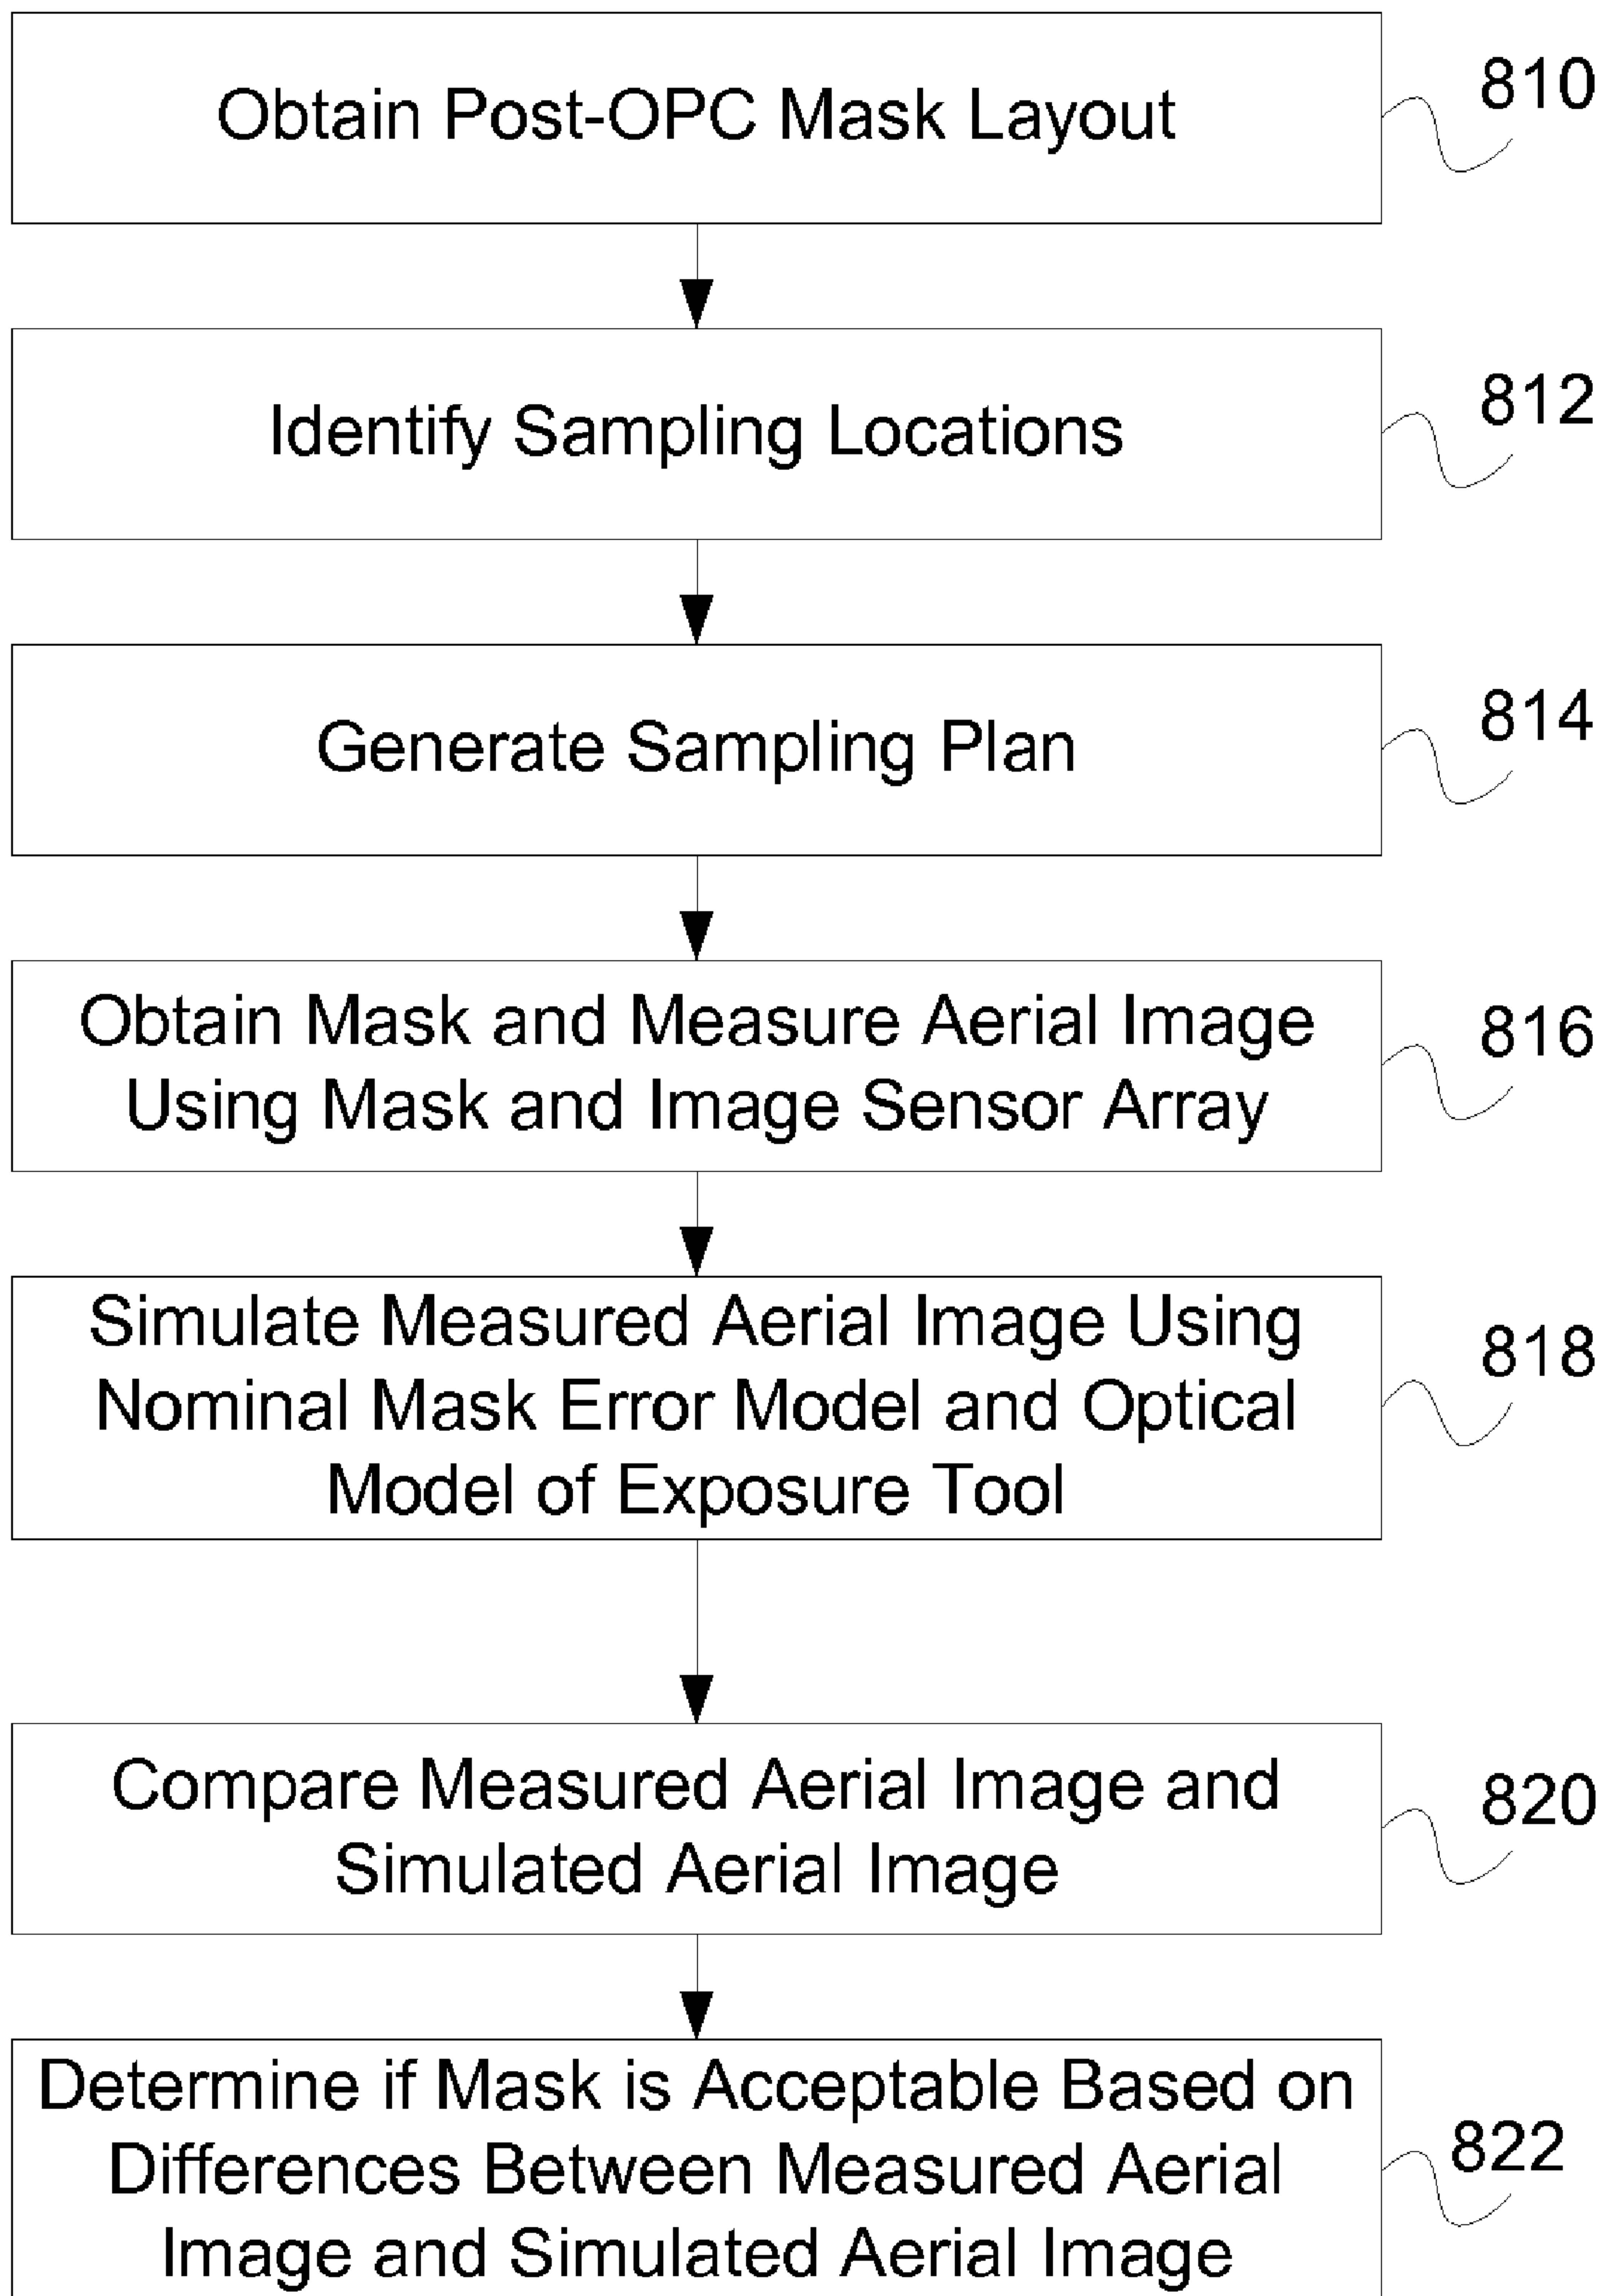 Obtain Post-OPC Mask Layout
810
Identify Sampling Locations
812
Generate Sampling Plan
814
Obtain Mask and Measure Aerial Image
Using Mask and Image Sensor Array
816
Simulate Measured Aerial Image Using
Nominal Mask Error Model and Optical
Model of Exposure Tool
818
Compare Measured Aerial Image and
Simulated Aerial Image
820
Determine if Mask is Acceptable Based on
Differences Between Measured Aerial
Image and Simulated Aerial Image
822